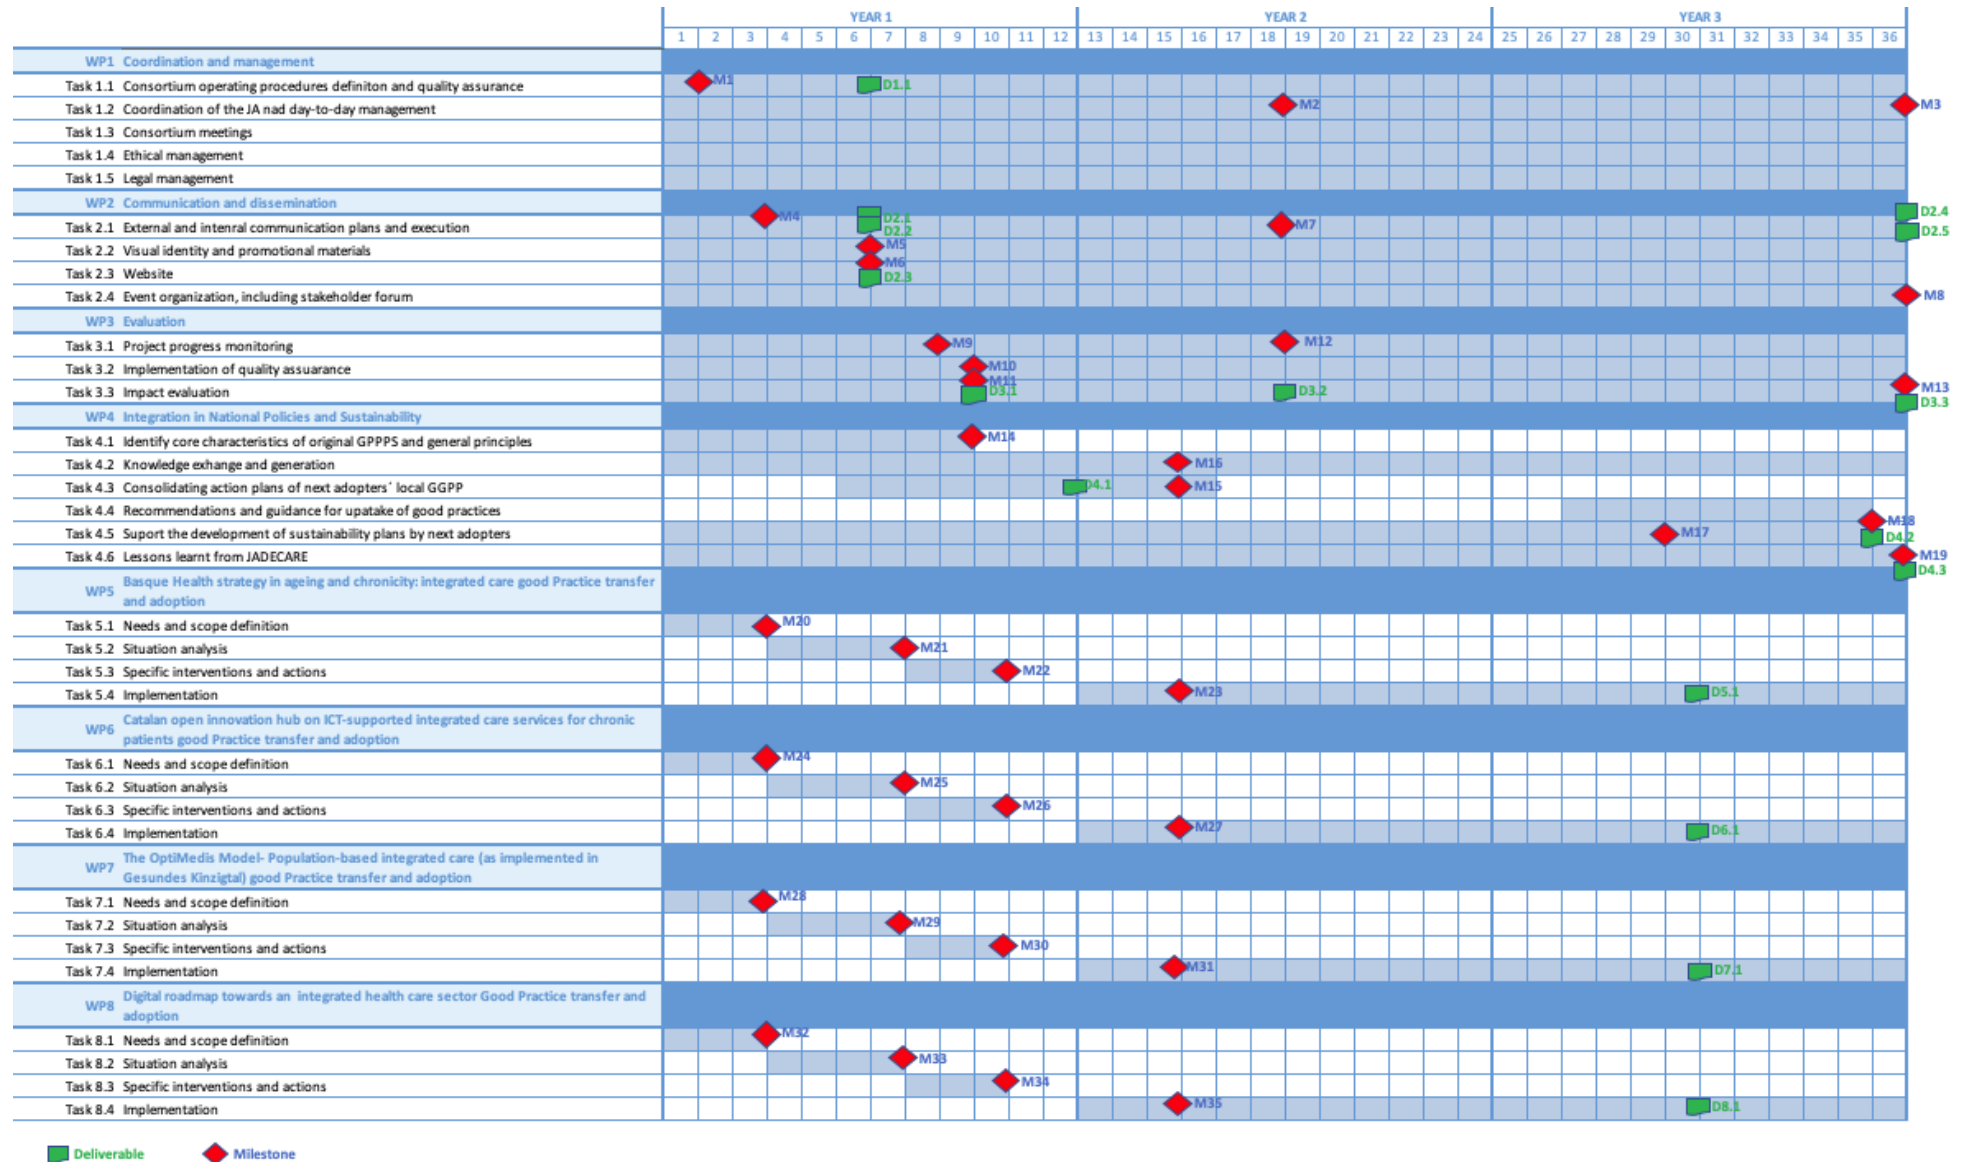 YEAR 1 YEAR 2 YEAR 3
1 2 3 4 5 6 7 8 9 10 11 12 13 14 15 16 17 18 19 20 21 22 23 24 25 26 27 28 29 30 31 32 33 34 35 36
WP1 Coordination and management
Task 1.1 Consortium operating procedures definiton and quality assurance M1 D1.1
Task 1.2 Coordination of the JA nad day-to-day management M2 M3
Task 1.3 Consortium meetings
Task 1.4 Ethical management
Task 1.5 Legal management
WP2 Communication and dissemination D2.4
M4 D2.1
Task 2.1 External and intenral communication plans and execution D2.2 M7 D2.5
Task 2.2 Visual identity and promotional materials M5
M6
Task 2.3 Website D2.3
Task 2.4 Event organization, including stakeholder forum M8
WP3 Evaluation
Task 3.1 Project progress monitoring M9 M12
Task 3.2 Implementation of quality assuarance M10
M11 M13
Task 3.3 Impact evaluation D3.1 D3.2 D3.3
WP4 Integration in National Policies and Sustainability
Task 4.1 Identify core characteristics of original GPPPS and general principles M14
Task 4.2 Knowledge exhange and generation M16
Task 4.3 Consolidating action plans of next adopters´ local GGPP D4.1 M15
Task 4.4 Recommendations and guidance for upatake of good practices M18
Task 4.5 Suport the development of sustainability plans by next adopters M17 D4.2
Task 4.6 Lessons learnt from JADECARE M19
D4.3
WP5 Basque Health strategy in ageing and chronicity: integrated care good Practice transfer
and adoption
Task 5.1 Needs and scope definition M20
Task 5.2 Situation analysis M21
Task 5.3 Specific interventions and actions M22
Task 5.4 Implementation M23 D5.1
WP6 Catalan open innovation hub on ICT-supported integrated care services for chronic
patients good Practice transfer and adoption
Task 6.1 Needs and scope definition M24
Task 6.2 Situation analysis M25
Task 6.3 Specific interventions and actions M26
Task 6.4 Implementation M27 D6.1
WP7 The OptiMedis Model- Population-based integrated care (as implemented in
Gesundes Kinzigtal) good Practice transfer and adoption
Task 7.1 Needs and scope definition M28
Task 7.2 Situation analysis M29
Task 7.3 Specific interventions and actions M30
Task 7.4 Implementation M31 D7.1
WP8 Digital roadmap towards an integrated health care sector Good Practice transfer and
adoption
Task 8.1 Needs and scope definition M32
Task 8.2 Situation analysis M33
Task 8.3 Specific interventions and actions M34
Task 8.4 Implementation M35 D8.1
Deliverable Milestone